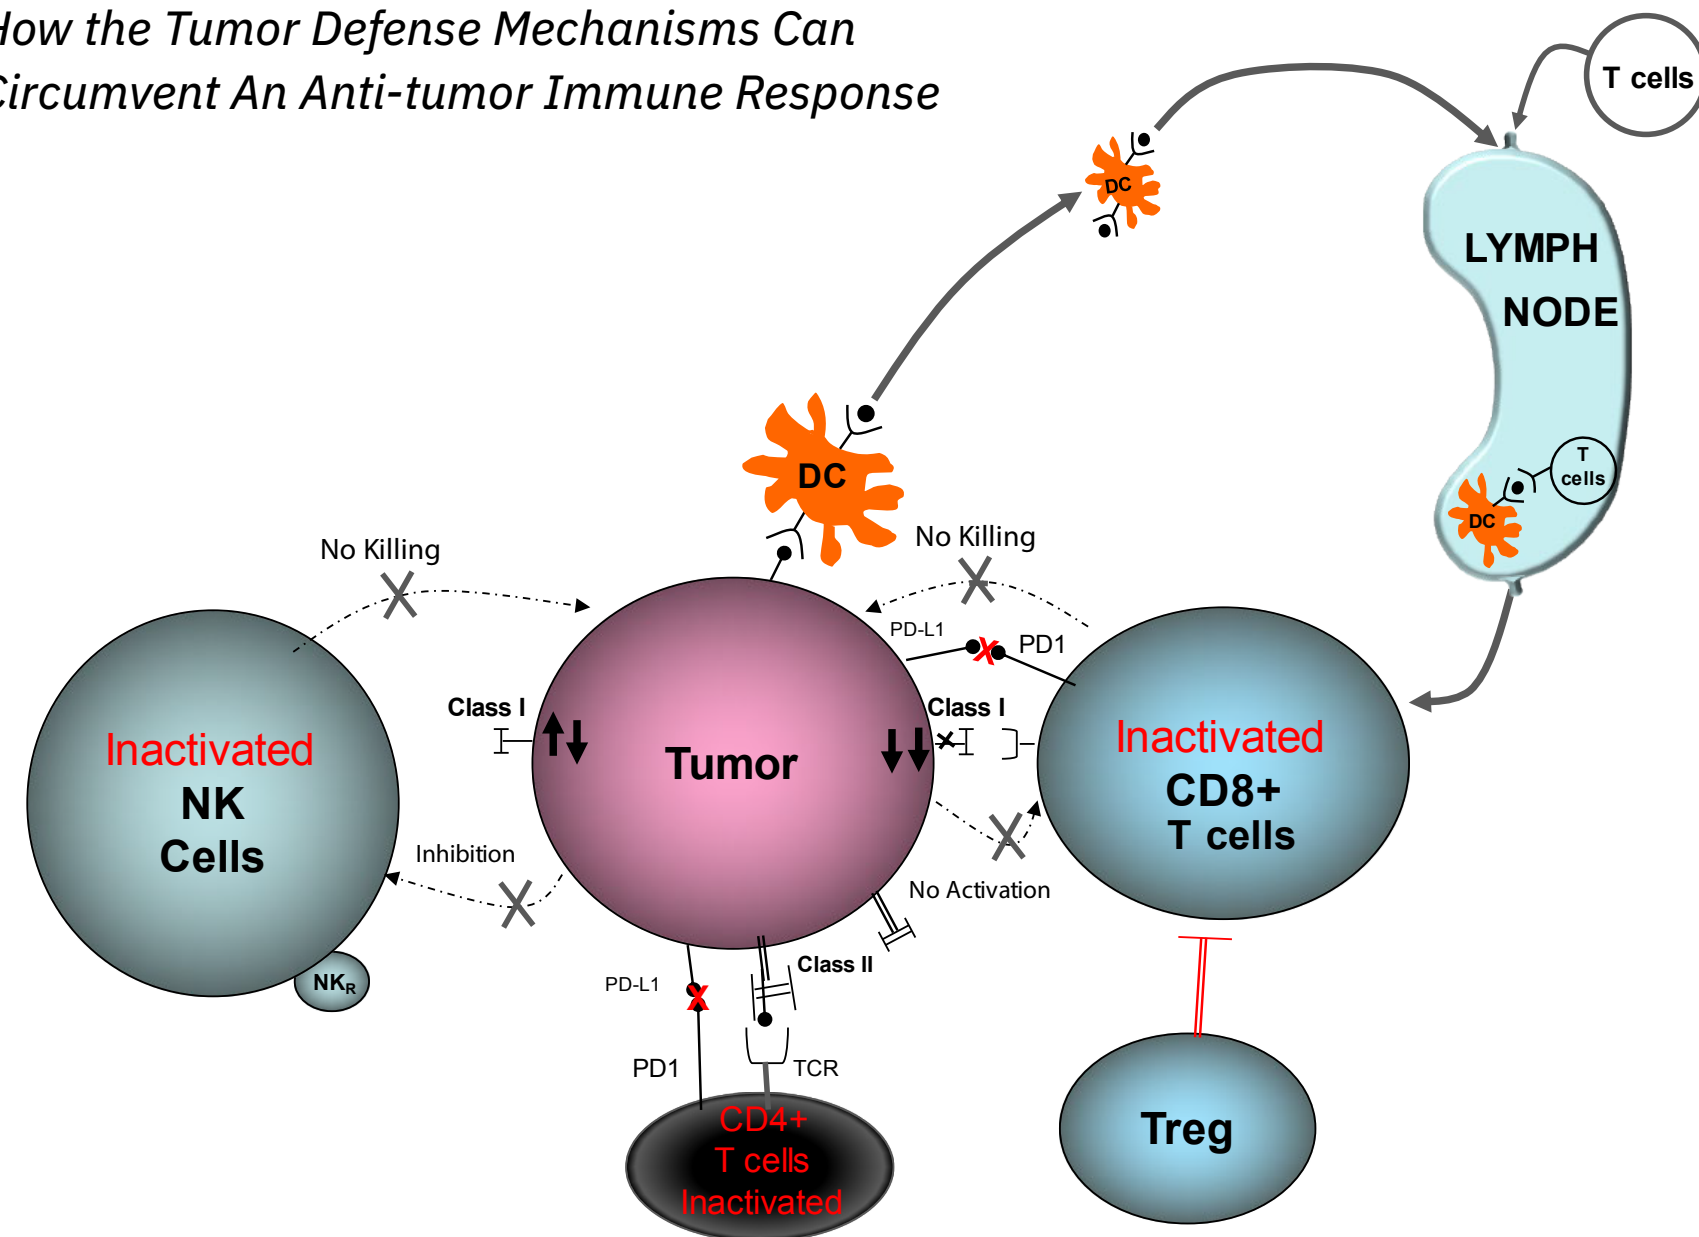 How the Tumor Defense Mechanisms Can
Circumvent An Anti-tumor Immune Response
T cells
DC
LYMPH
NODE
DC
T
cells
DC
No Killing
No Killing
PD-L1
PD1
Class I
Class I
Inactivated
NK
Cells
Tumor
Inactivated
CD8+
T cells
Inhibition
No Activation
Class II
NKR
PD-L1
PD1
TCR
CD4+
T cells
Inactivated
Treg